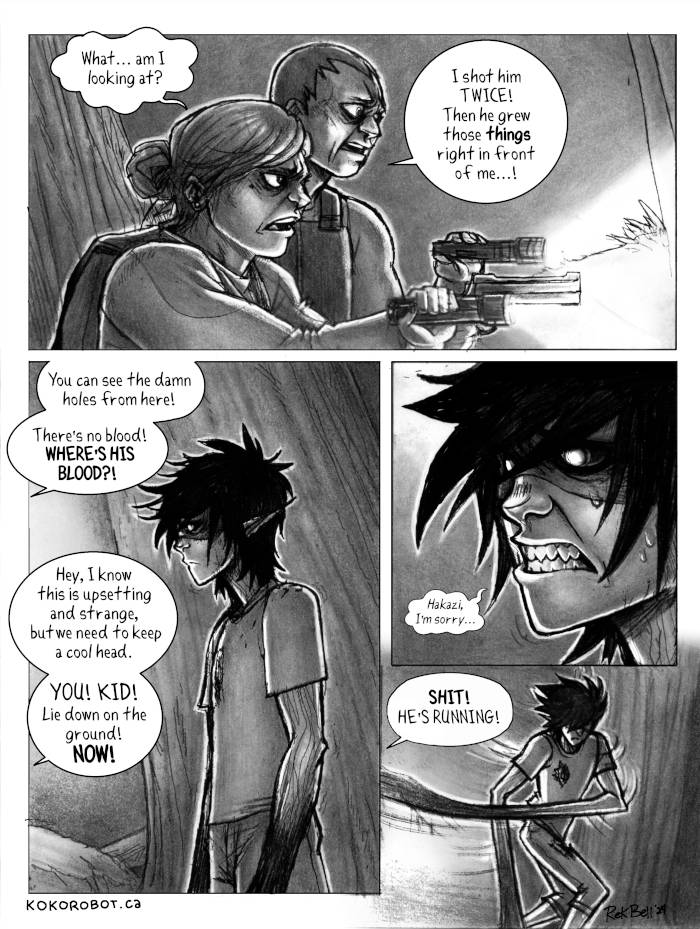 What... am I
looking at?
I shot him
TWICE!
Then he grew
those things
right in front
of me...!
You can see the damn
holes from here!
There's no blood!
WHERE'S HIS
BLOOD?!
Hey, I know
this is upsetting
and strange,
but we need to keep
a cool head.
YOU! KID!
Lie down on the
ground!
NOW!
Hakazi,
I'm sorry...
SHIT!
HE'S RUNNING!
KOKOROBOT.ca
Rek Bell '24